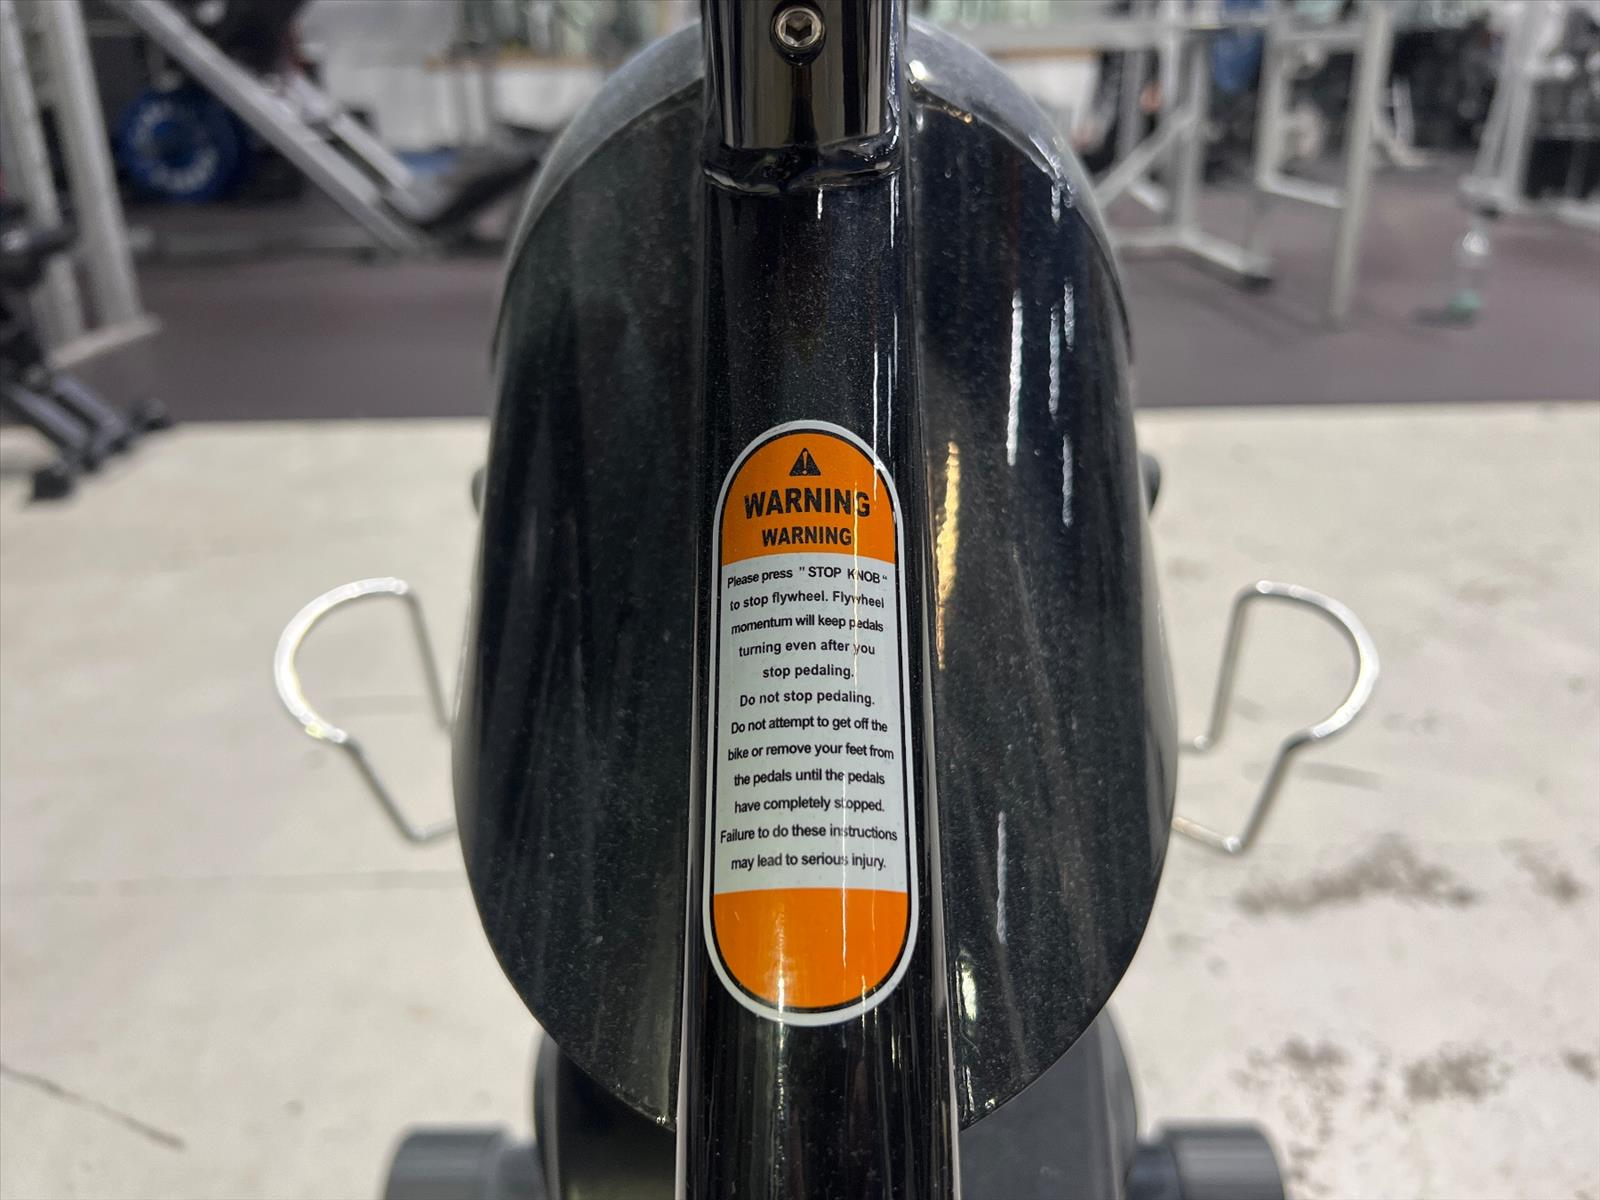 WARNING
WARNING
Please press " STOP KNOB "
to stop flywheel. Flywheel
momentum will keep pedals
turning even after you
stop pedaling.
Do not stop pedaling.
Do not attempt to get off the
bike or remove your feet from
the pedals until the pedals
have completely stopped.
Failure to do these instructions
may lead to serious injury.